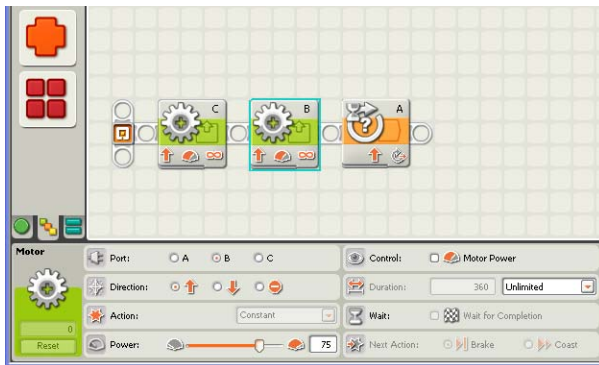 C B A
Motor
0
Reset
Port: A B C
Direction:
Action: Constant
Power: 75
Control: Motor Power
Duration: 360 Unlimited
Wait: Wait for Completion
Next Action: Brake Coast